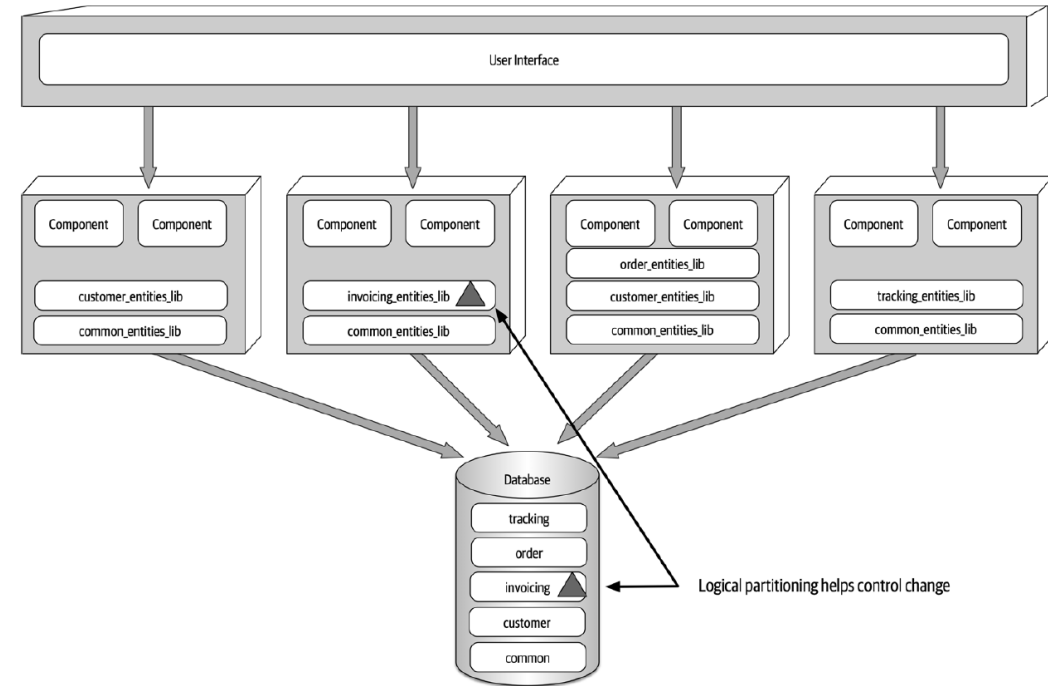 User Interface
Component Component
customer_entities_lib
common_entities_lib
Component Component
invoicing_entities_lib
common_entities_lib
Component Component
order_entities_lib
customer_entities_lib
common_entities_lib
Component Component
tracking_entities_lib
common_entities_lib
Database
tracking
order
invoicing
customer
common
Logical partitioning helps control change